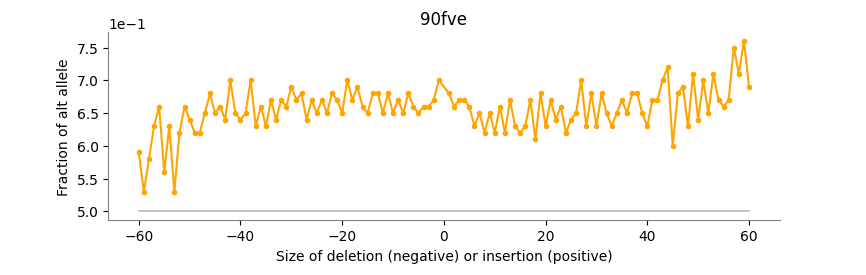 90fve
1e−1
7.5
7.0
6.5
6.0
5.5
5.0
Fraction of alt allele
−60 −40 −20 0 20 40 60
Size of deletion (negative) or insertion (positive)